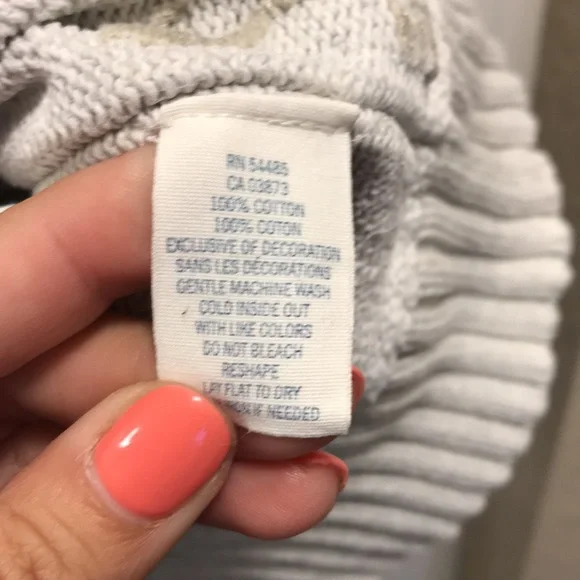 RN 54485
CA 03873
100% COTTON
100% COTON
EXCLUSIVE OF DECORATION
SANS LES DÉCORATIONS
GENTLE MACHINE WASH
COLD INSIDE OUT
WITH LIKE COLORS
DO NOT BLEACH
RESHAPE
LAY FLAT TO DRY
IF NEEDED